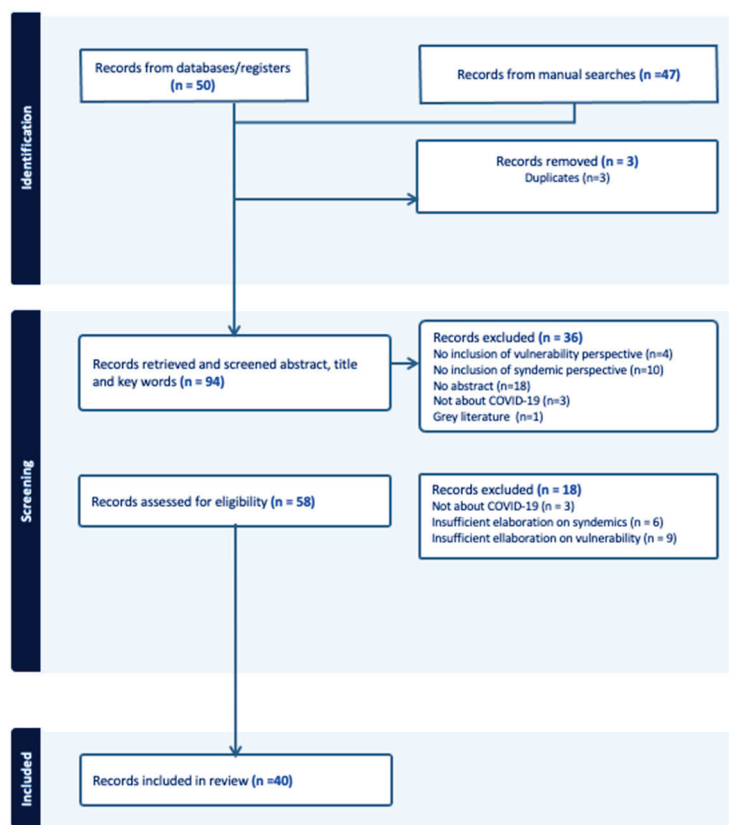 Identification
Records from databases/registers
(n = 50)
Records from manual searches (n =47)
Records removed (n = 3)
Duplicates (n=3)
Screening
Records retrieved and screened abstract, title
and key words (n = 94)
Records excluded (n = 36)
No inclusion of vulnerability perspective (n=4)
No inclusion of syndemic perspective (n=10)
No abstract (n=18)
Not about COVID-19 (n=3)
Grey literature (n=1)
Records assessed for eligibility (n = 58)
Records excluded (n = 18)
Not about COVID-19 (n = 3)
Insufficient elaboration on syndemics (n = 6)
Insufficient ellaboration on vulnerability (n = 9)
Included
Records included in review (n =40)